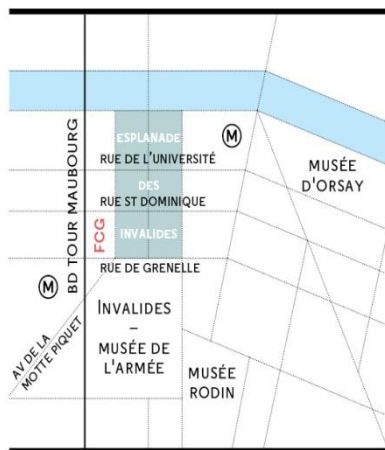 ESPLANADE
RUE DE L'UNIVERSITÉ
M
MUSÉE
D'ORSAY
DES
RUE ST DOMINIQUE
BD TOUR MAUBOURG
FCG
INVALIDES
RUE DE GRENELLE
M
AV DE LA
MOTTE PIQUET
INVALIDES
–
MUSÉE DE
L'ARMÉE
MUSÉE
RODIN